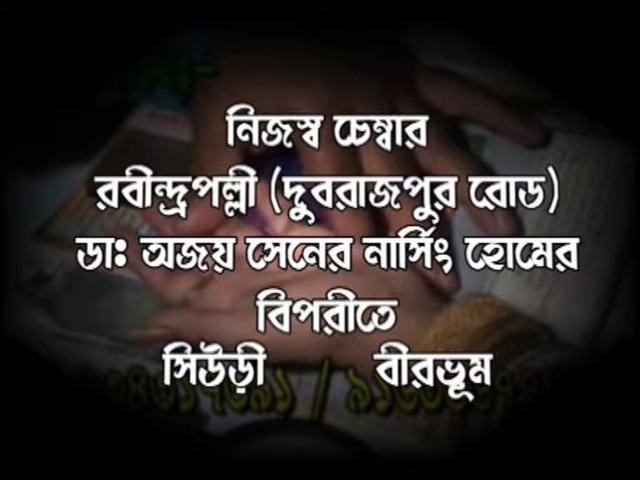 নিজস্ব চেম্বার
রবীন্দ্রপল্লী (দুবরাজপুর রোড)
ডাঃ অজয় সেনের নার্সিং হোমের
বিপরীতে
সিউড়ী বীরভূম